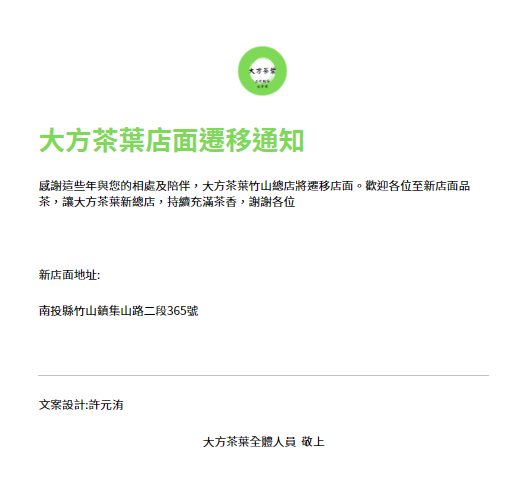 大方茶葉
大方茶葉店面遷移通知
感謝這些年與您的相處及陪伴，大方茶葉竹山總店將遷移店面。歡迎各位至新店面品
茶，讓大方茶葉新總店，持續充滿茶香，謝謝各位
新店面地址:
南投縣竹山鎮集山路二段365號
文案設計:許元洧
大方茶葉全體人員 敬上